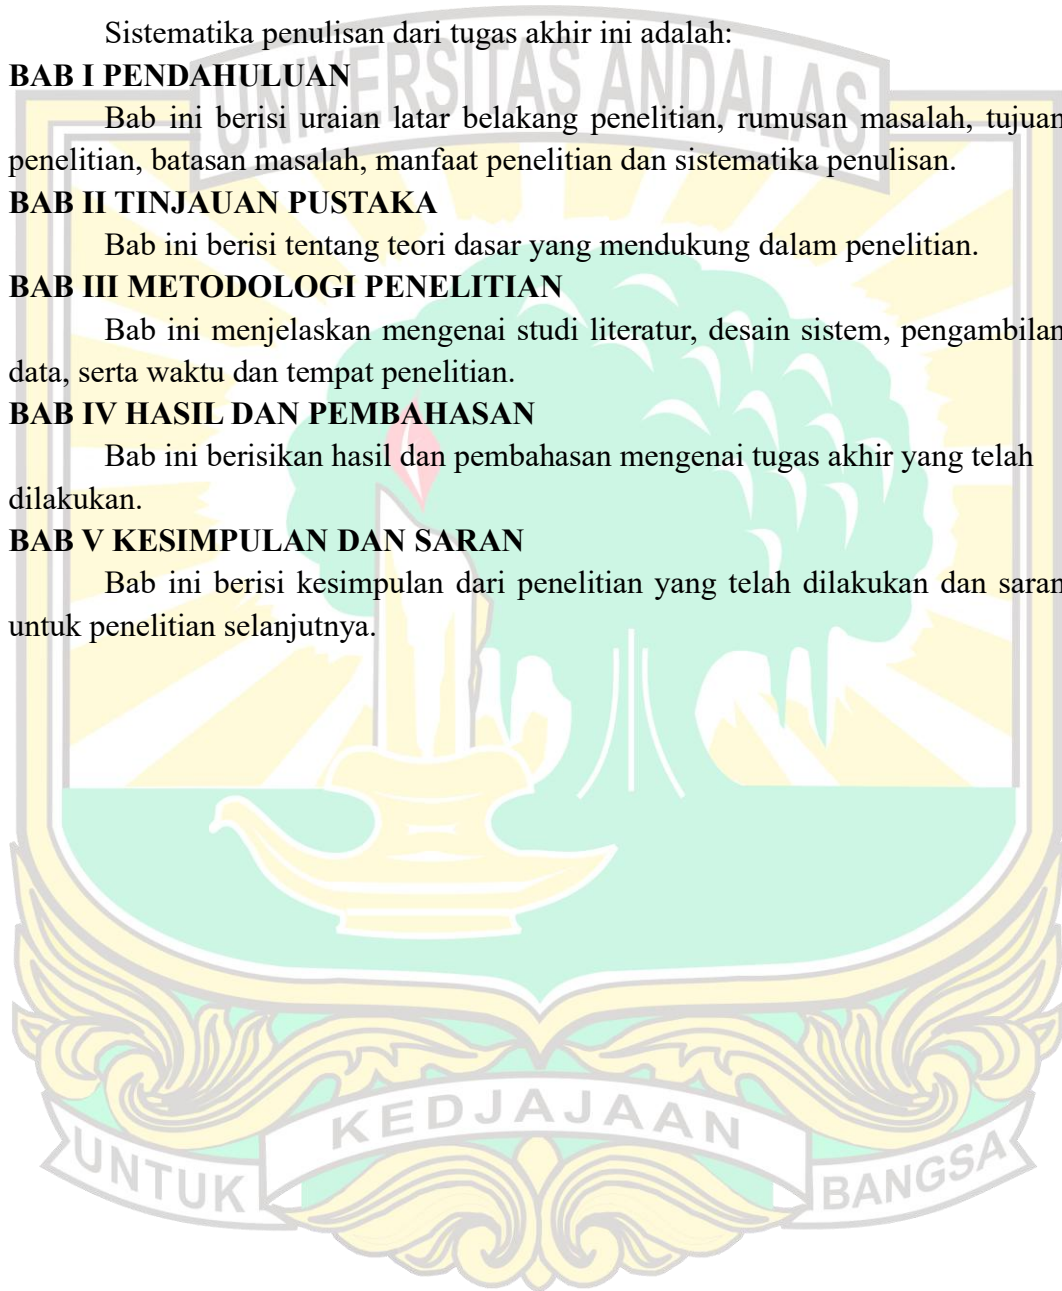 Sistematika penulisan dari tugas akhir ini adalah:
UNIVERSITAS ANDALAS
BAB I PENDAHULUAN
Bab ini berisi uraian latar belakang penelitian, rumusan masalah, tujuan
penelitian, batasan masalah, manfaat penelitian dan sistematika penulisan.
BAB II TINJAUAN PUSTAKA
Bab ini berisi tentang teori dasar yang mendukung dalam penelitian.
BAB III METODOLOGI PENELITIAN
Bab ini menjelaskan mengenai studi literatur, desain sistem, pengambilan
data, serta waktu dan tempat penelitian.
BAB IV HASIL DAN PEMBAHASAN
Bab ini berisikan hasil dan pembahasan mengenai tugas akhir yang telah
dilakukan.
BAB V KESIMPULAN DAN SARAN
Bab ini berisi kesimpulan dari penelitian yang telah dilakukan dan saran
untuk penelitian selanjutnya.
UNTUK KEDJAJAAN BANGSA